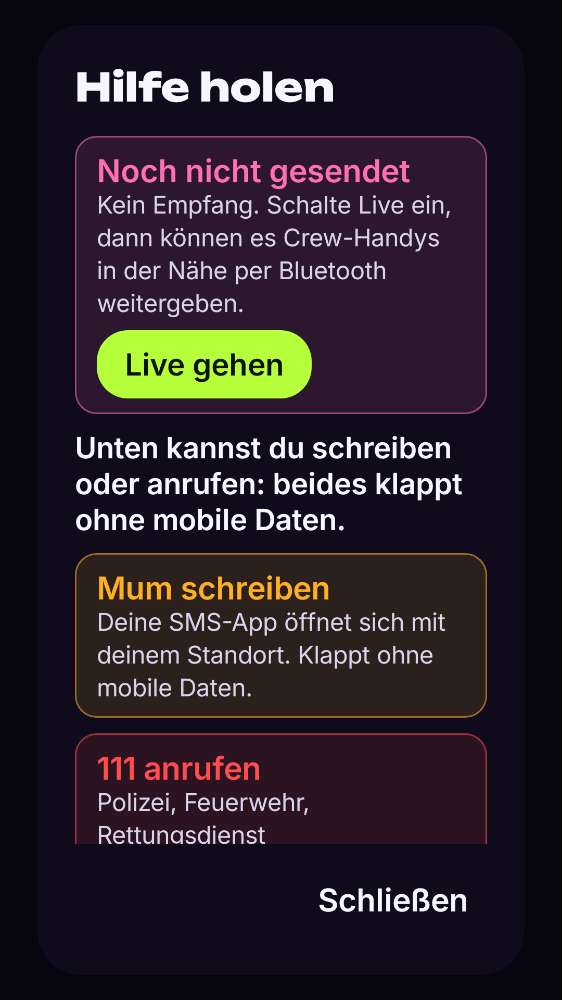 Hilfe holen
Noch nicht gesendet
Kein Empfang. Schalte Live ein,
dann können es Crew-Handys
in der Nähe per Bluetooth
weitergeben.
Live gehen
Unten kannst du schreiben
oder anrufen: beides klappt
ohne mobile Daten.
Mum schreiben
Deine SMS-App öffnet sich mit
deinem Standort. Klappt ohne
mobile Daten.
111 anrufen
Polizei, Feuerwehr,
Rettungsdienst
Schließen